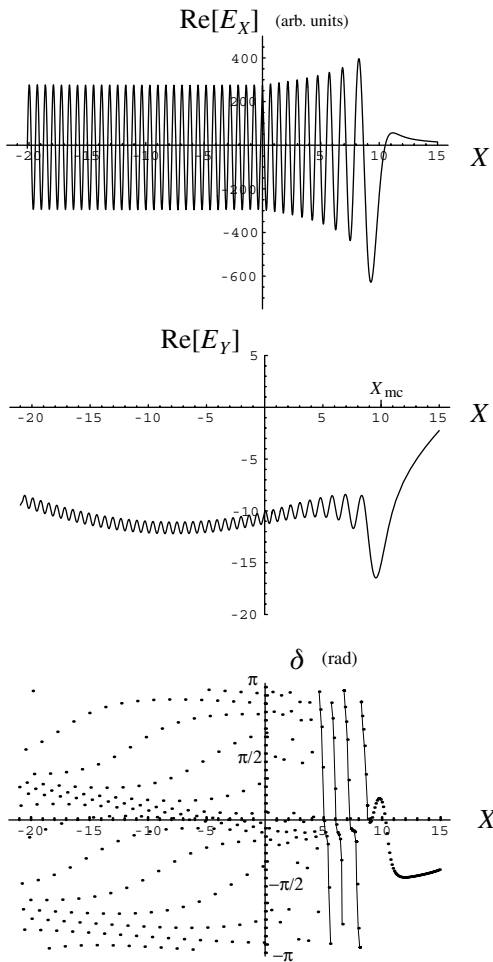 Re[E_X] (arb. units)
400
200
-20 -15 -10 -5 5 10 15 X
-200
-400
-600
Re[E_Y]
5
X_mc
-20 -15 -10 -5 5 10 15 X
-5
-10
-15
-20
δ (rad)
π
π/2
-20 -15 -10 -5 5 10 15 X
-π/2
-π